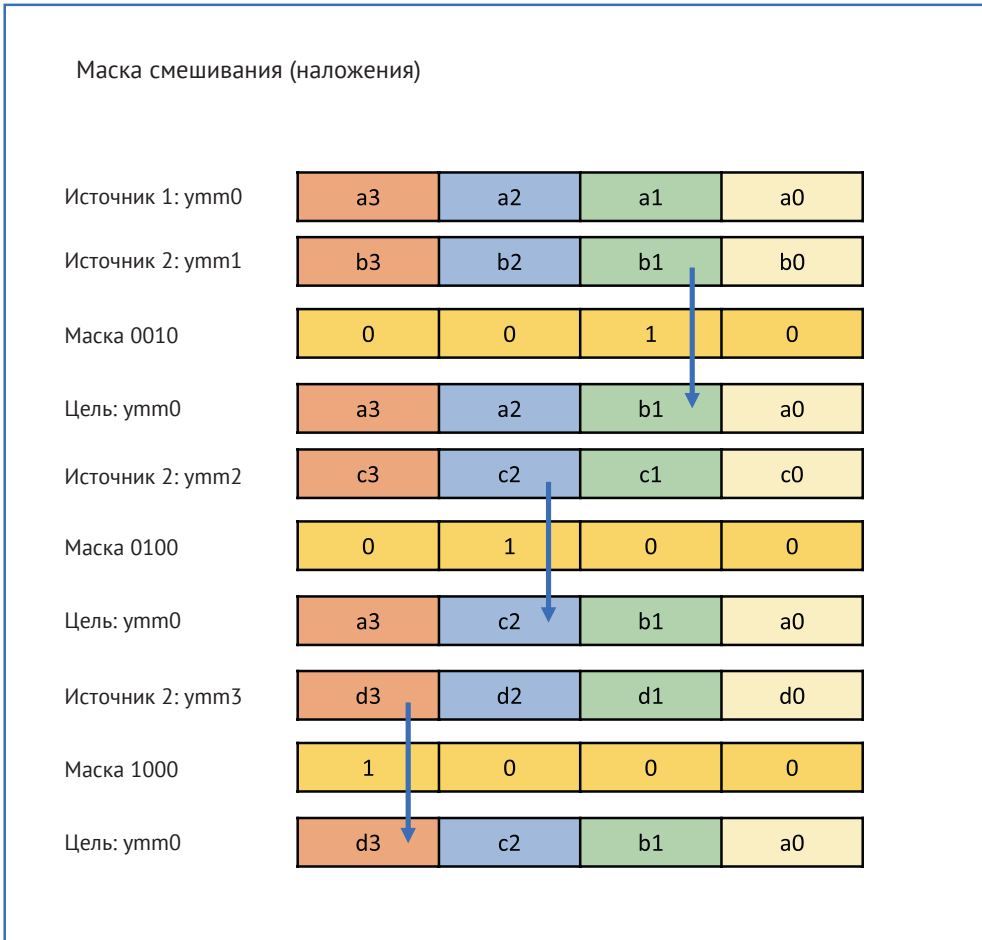 Маска смешивания (наложения)
Источник 1: ymm0 a3 a2 a1 a0
Источник 2: ymm1 b3 b2 b1 b0
Маска 0010 0 0 1 0
Цель: ymm0 a3 a2 b1 a0
Источник 2: ymm2 c3 c2 c1 c0
Маска 0100 0 1 0 0
Цель: ymm0 a3 c2 b1 a0
Источник 2: ymm3 d3 d2 d1 d0
Маска 1000 1 0 0 0
Цель: ymm0 d3 c2 b1 a0